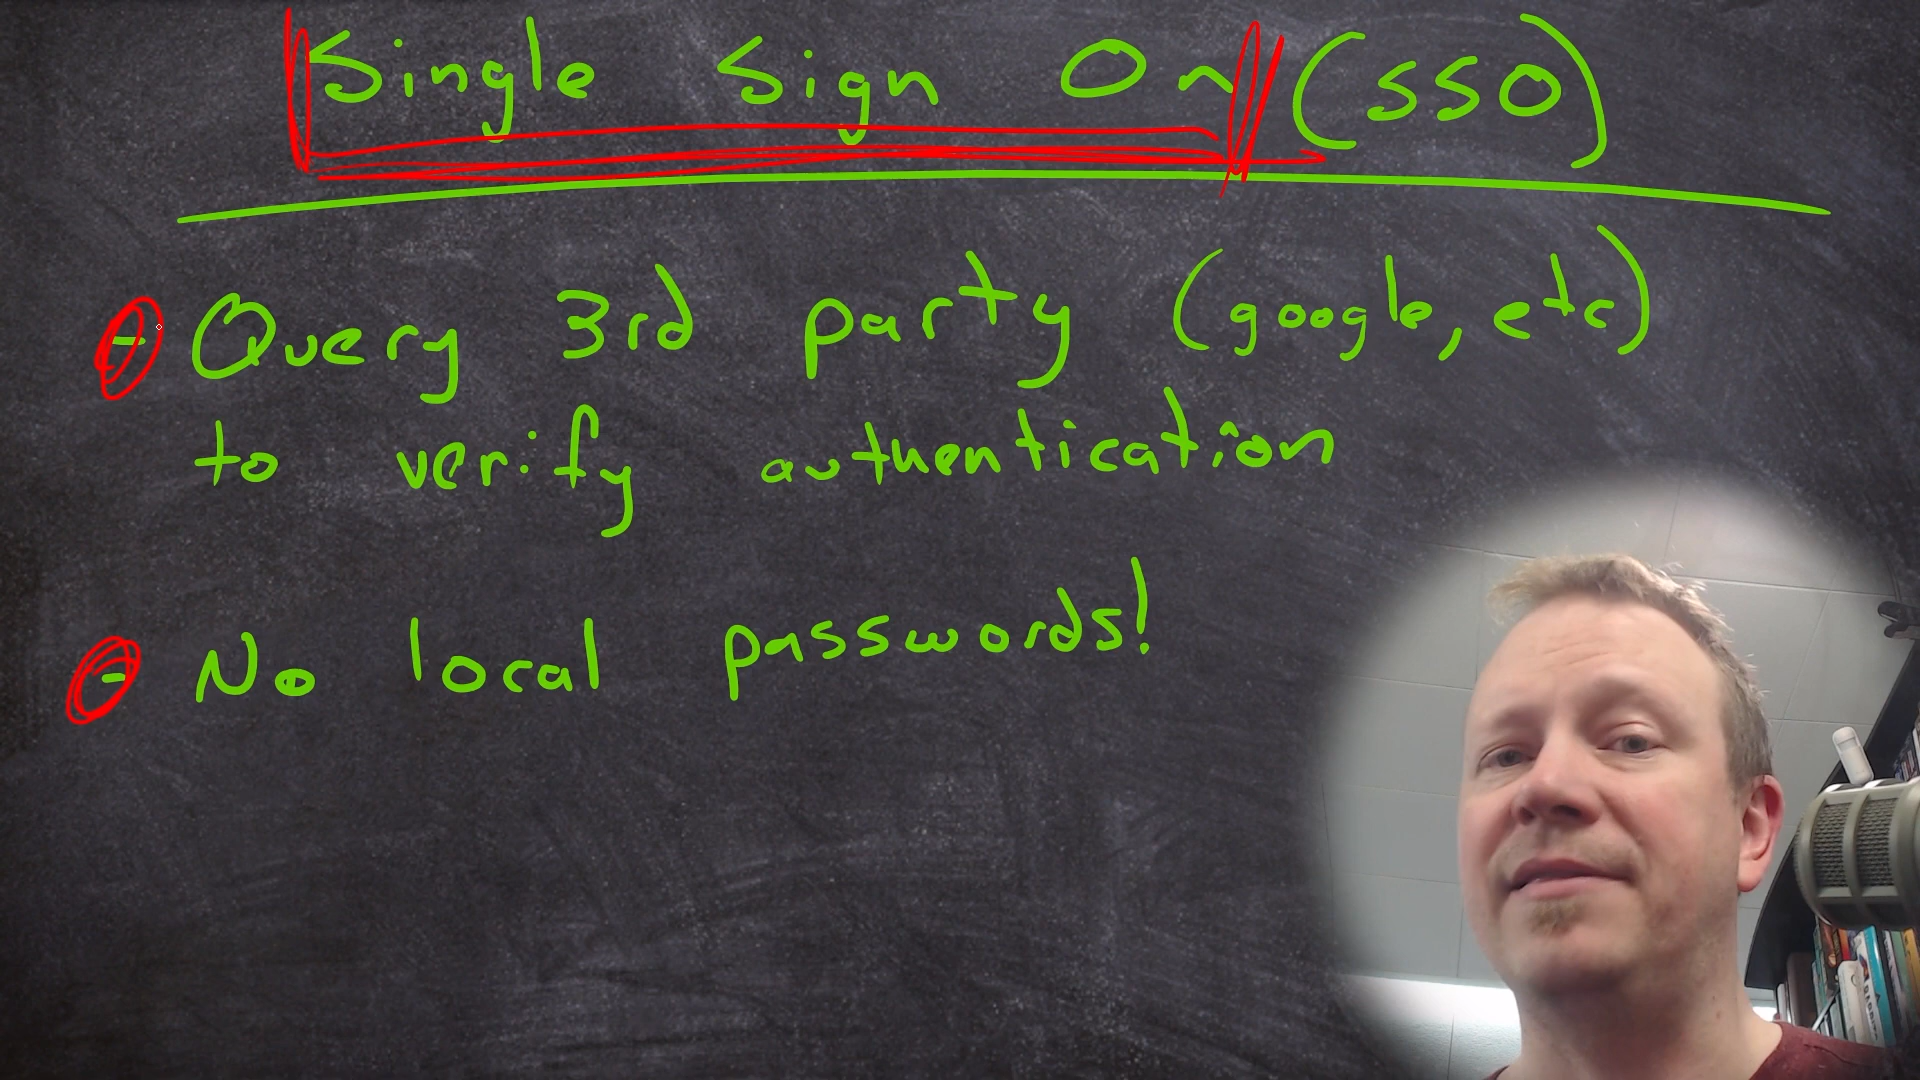 Single Sign On (SSO)
- Query 3rd party (google, etc)
to verify authentication
- No local passwords!